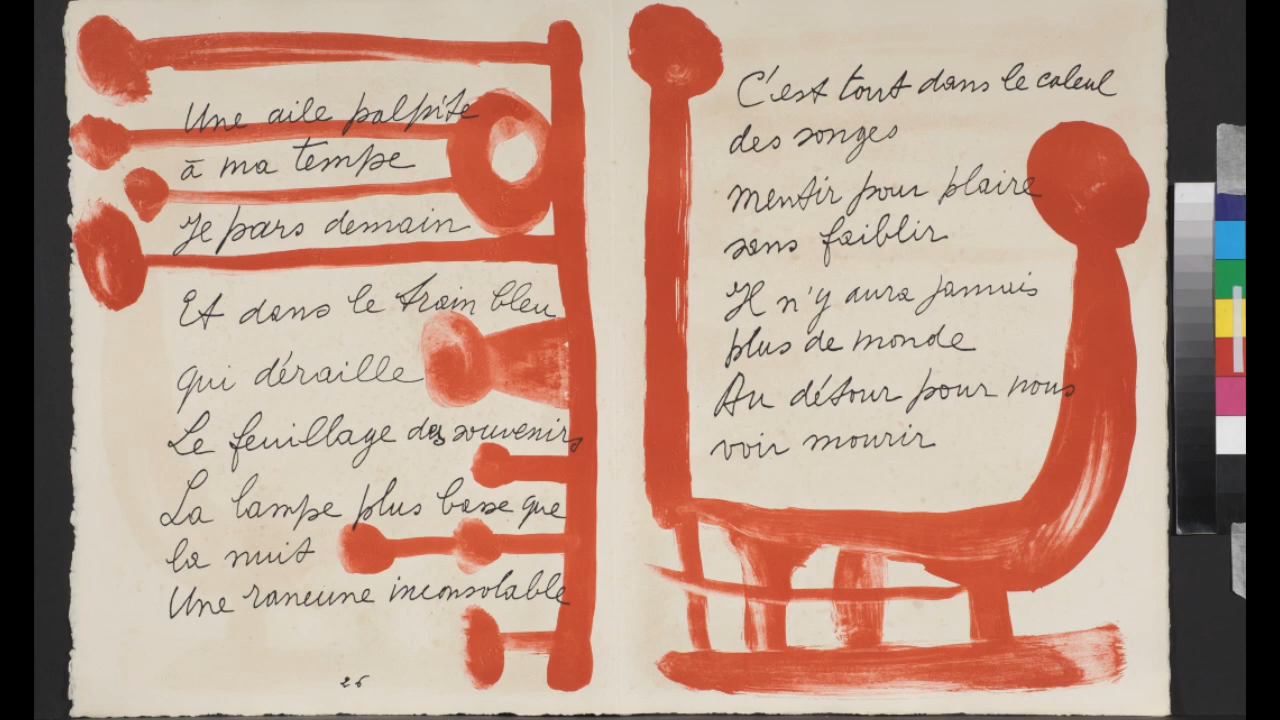 Une aile palpite
à ma tempe
Je pars demain
Et dans le train bleu
qui déraille
Le feuillage des souvenirs
La lampe plus basse que
la nuit
Une rancune inconsolable
26
C'est tout dans le calcul
des songes
mentir pour plaire
sans faiblir
Il n'y aura jamais
plus de monde
Au détour pour nous
voir mourir